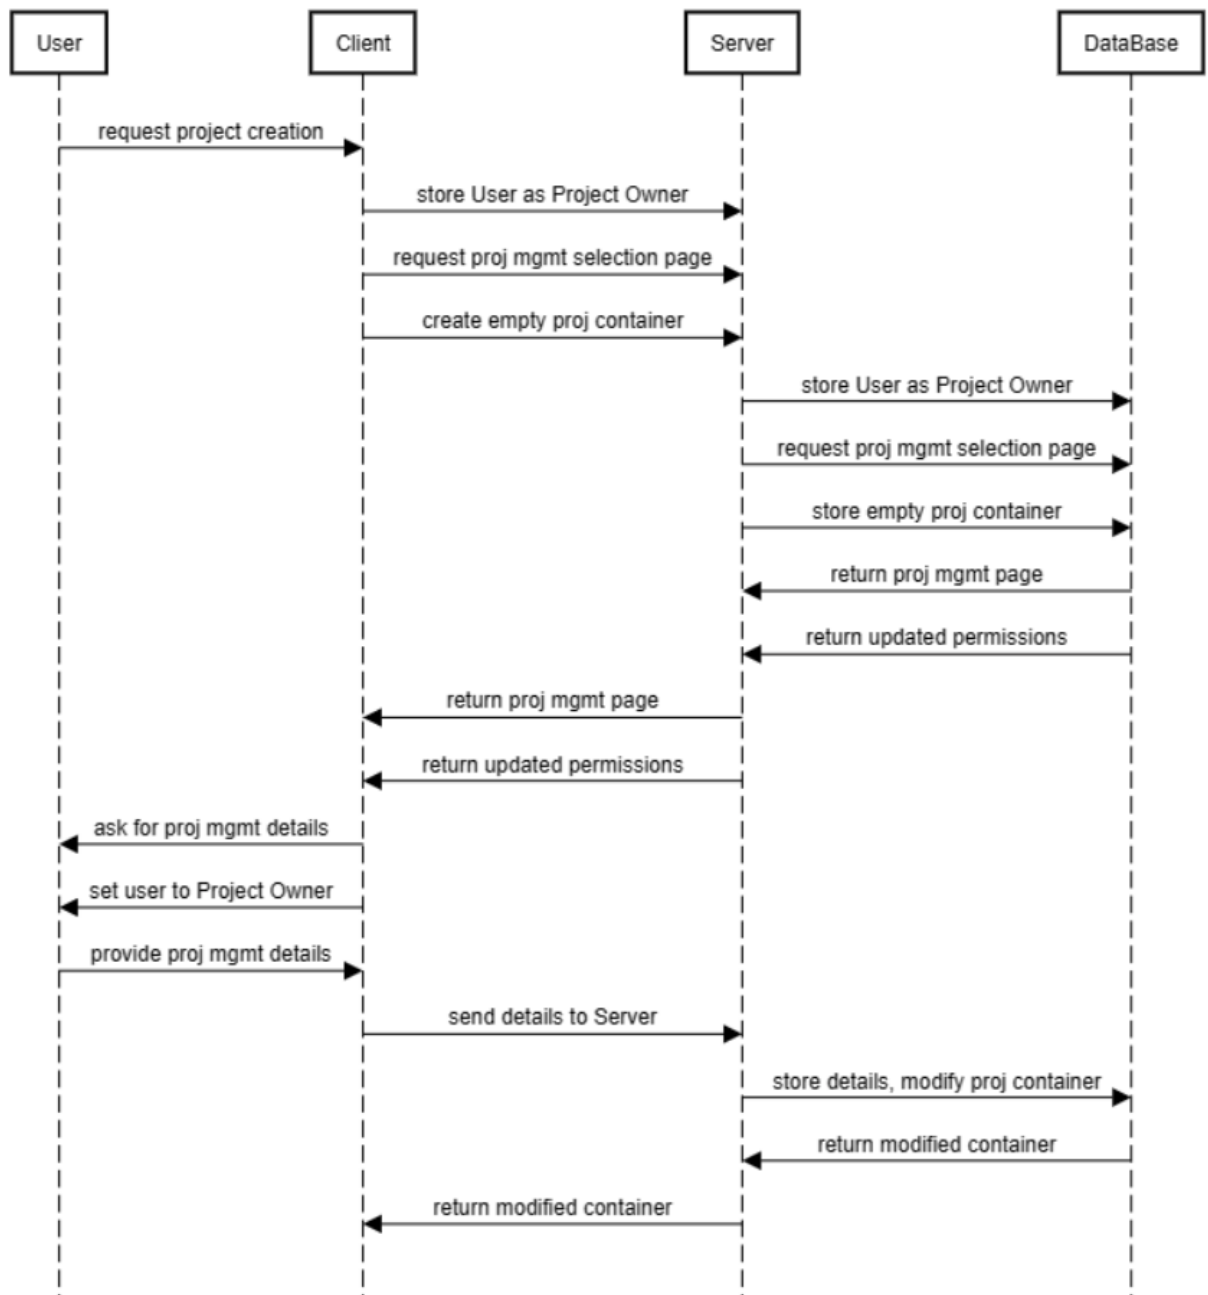 User
Client
Server
DataBase
request project creation
store User as Project Owner
request proj mgmt selection page
create empty proj container
store User as Project Owner
request proj mgmt selection page
store empty proj container
return proj mgmt page
return updated permissions
return proj mgmt page
return updated permissions
ask for proj mgmt details
set user to Project Owner
provide proj mgmt details
send details to Server
store details, modify proj container
return modified container
return modified container